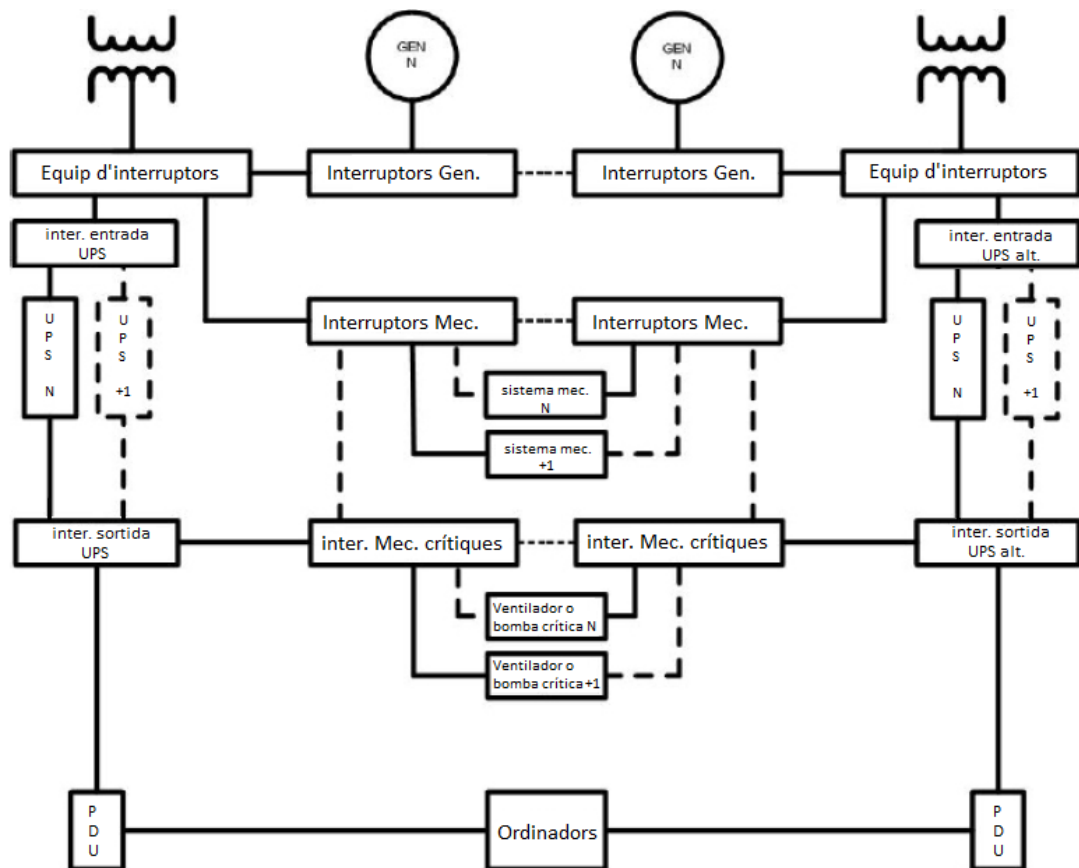 GEN
N
GEN
N
Equip d'interruptors
Interruptors Gen.
Interruptors Gen.
Equip d'interruptors
inter. entrada
UPS
inter. entrada
UPS alt.
U
P
S
N
U
P
S
+1
Interruptors Mec.
Interruptors Mec.
U
P
S
N
U
P
S
+1
sistema mec.
N
sistema mec.
+1
inter. sortida
UPS
inter. Mec. crítiques
inter. Mec. crítiques
inter. sortida
UPS alt.
Ventilador o
bomba crítica N
Ventilador o
bomba crítica +1
P
D
U
Ordinadors
P
D
U